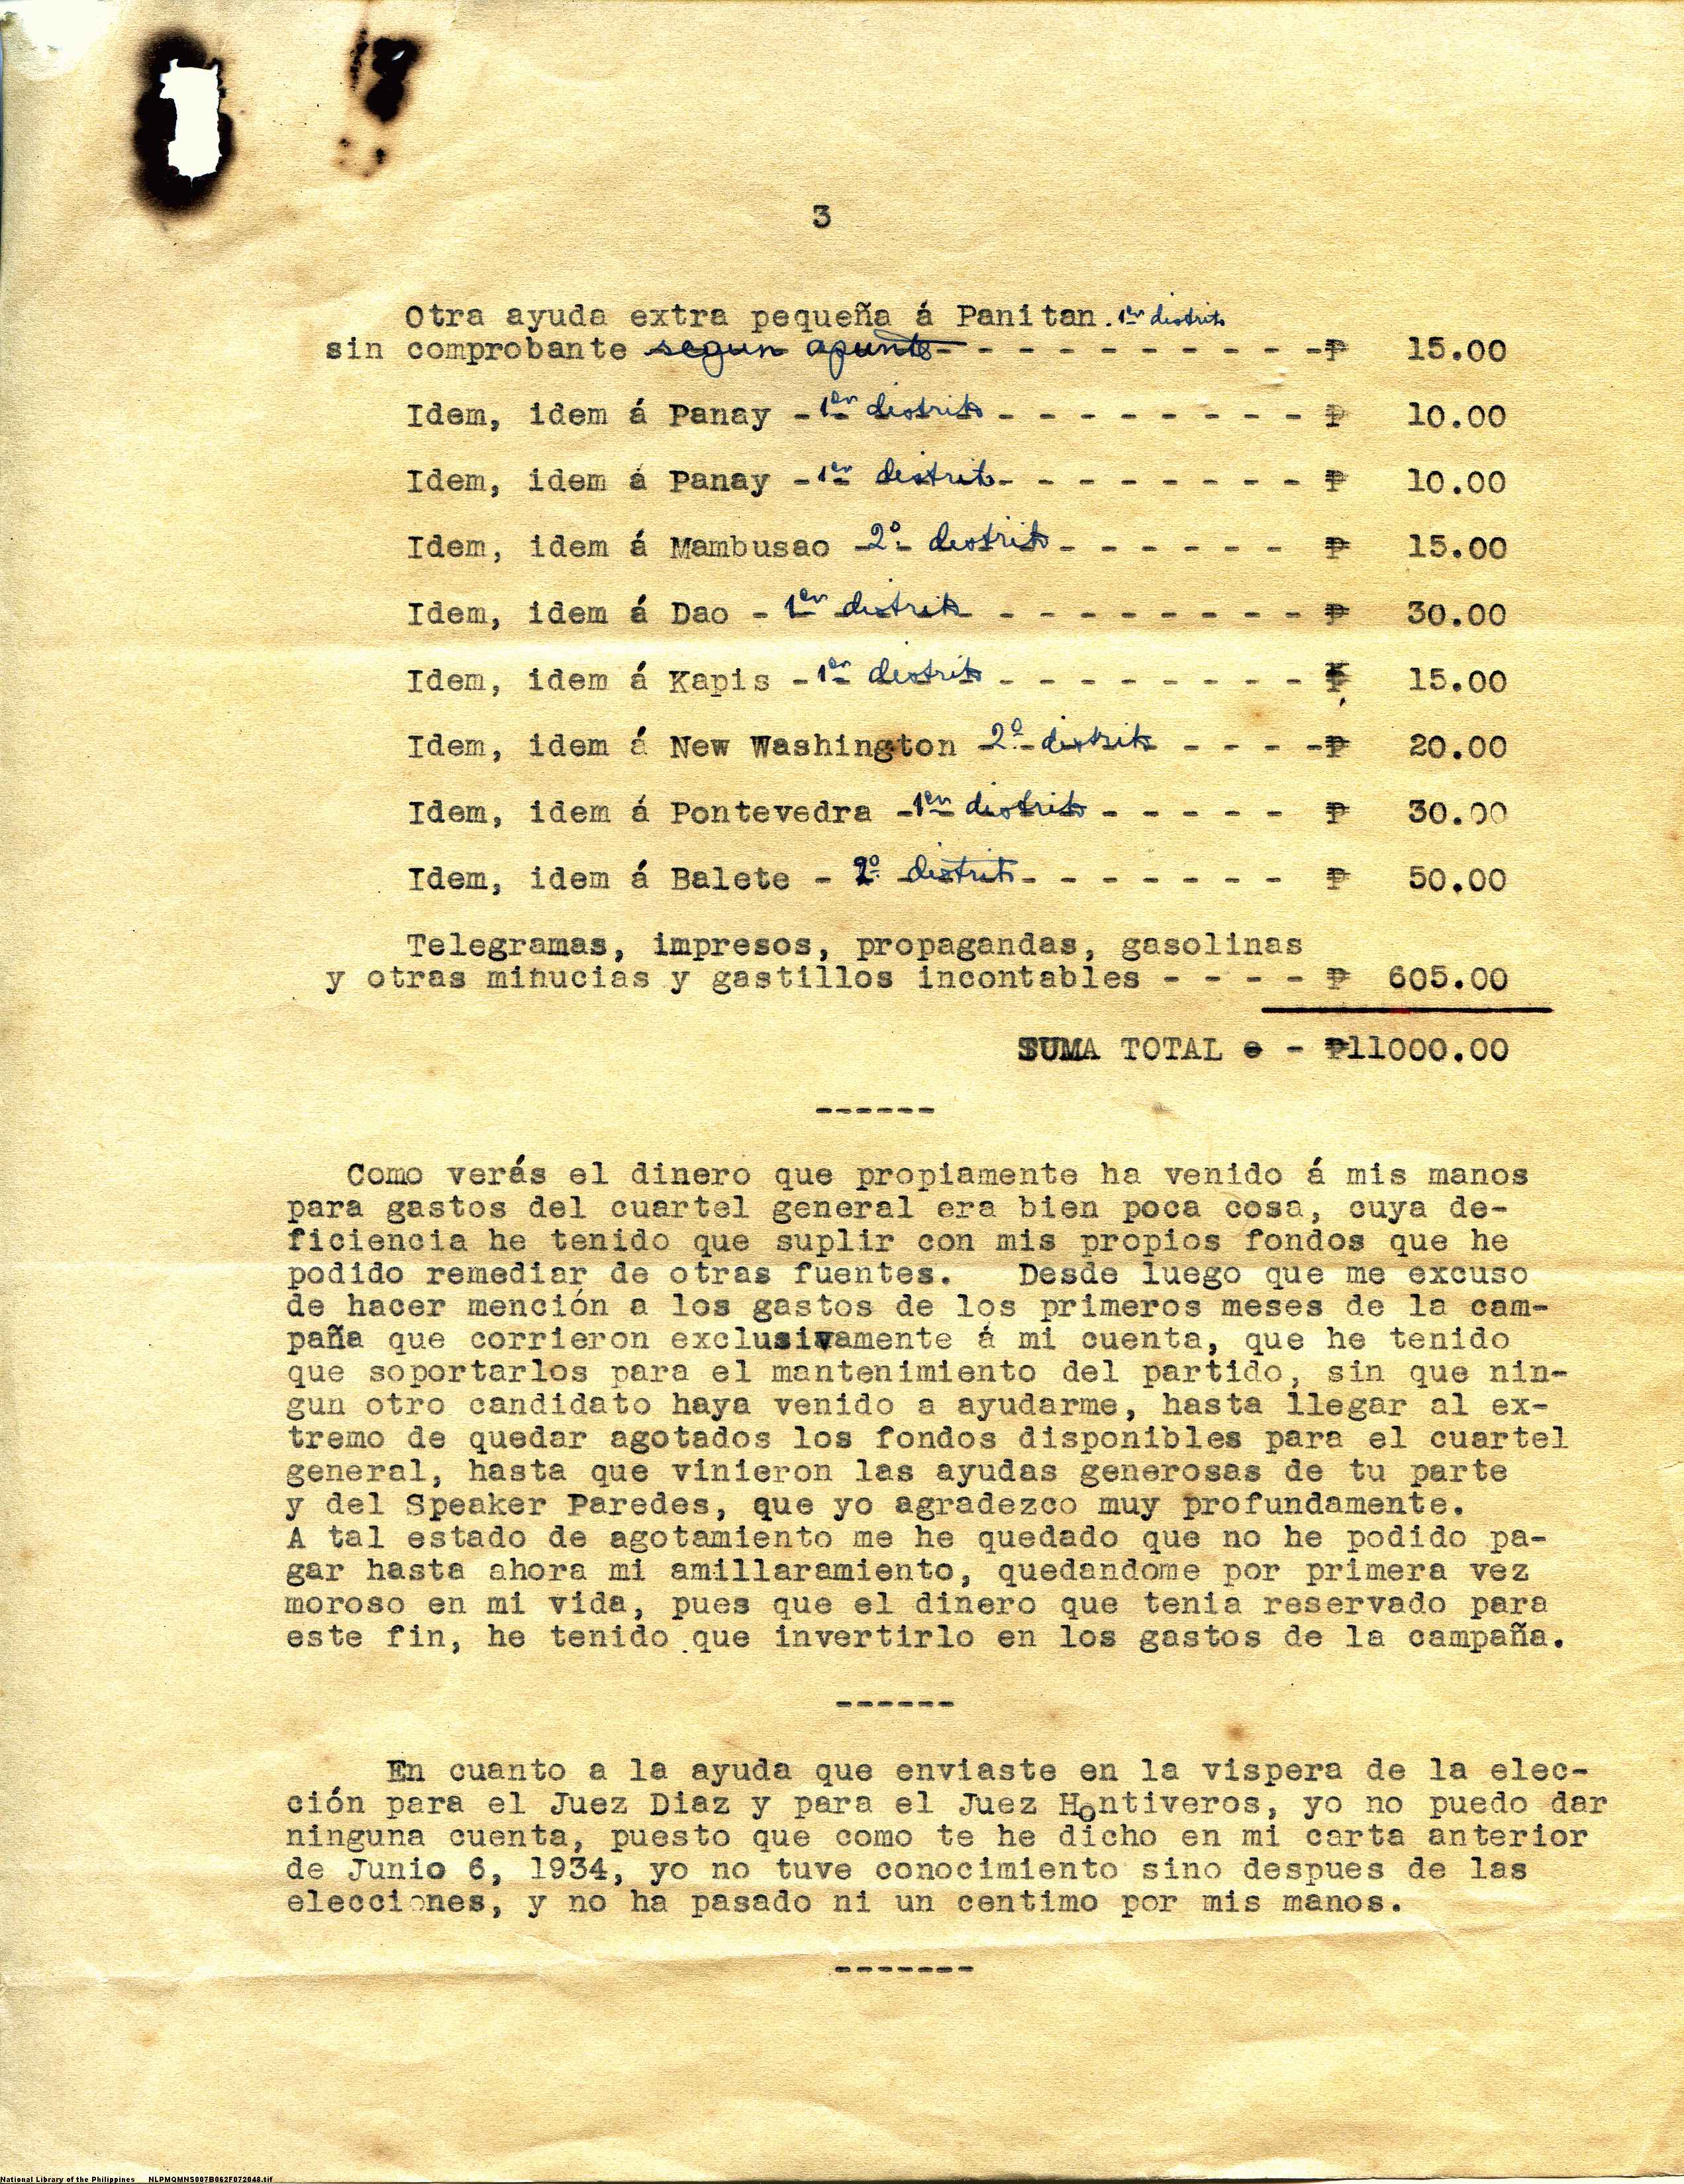 3
Otra ayuda extra pequeña á Panitan. 1er distrito
sin comprobante segun apunte - - - - - - - - - -₱ 15.00
Idem, idem á Panay - 1er distrito - - - - - - - - ₱ 10.00
Idem, idem á Panay - 1er distrito - - - - - - - - ₱ 10.00
Idem, idem á Mambusao - 2º distrito - - - - - - ₱ 15.00
Idem, idem á Dao - 1er distrito - - - - - - - - - ₱ 30.00
Idem, idem á Kapis - 1er distrito - - - - - - - - ₱ 15.00
Idem, idem á New Washington 2º distrito - - - -₱ 20.00
Idem, idem á Pontevedra - 1er distrito - - - - - ₱ 30.00
Idem, idem á Balete - 2º distrito - - - - - - - ₱ 50.00
Telegramas, impresos, propagandas, gasolinas
y otras minucias y gastillos incontables - - - - ₱ 605.00
SUMA TOTAL - - ₱11000.00
------
Como verás el dinero que propiamente ha venido á mis manos
para gastos del cuartel general era bien poca cosa, cuya de-
ficiencia he tenido que suplir con mis propios fondos que he
podido remediar de otras fuentes. Desde luego que me excuso
de hacer mención a los gastos de los primeros meses de la cam-
paña que corrieron exclusivamente á mi cuenta, que he tenido
que soportarlos para el mantenimiento del partido, sin que nin-
gun otro candidato haya venido a ayudarme, hasta llegar al ex-
tremo de quedar agotados los fondos disponibles para el cuartel
general, hasta que vinieron las ayudas generosas de tu parte
y del Speaker Paredes, que yo agradezco muy profundamente.
A tal estado de agotamiento me he quedado que no he podido pa-
gar hasta ahora mi amillaramiento, quedandome por primera vez
moroso en mi vida, pues que el dinero que tenia reservado para
este fin, he tenido que invertirlo en los gastos de la campaña.
------
En cuanto a la ayuda que enviaste en la vispera de la elec-
ción para el Juez Diaz y para el Juez Hontiveros, yo no puedo dar
ninguna cuenta, puesto que como te he dicho en mi carta anterior
de Junio 6, 1934, yo no tuve conocimiento sino despues de las
elecciones, y no ha pasado ni un centimo por mis manos.
-------
National Library of the Philippines NLPMQMNS007B062F072048.tif